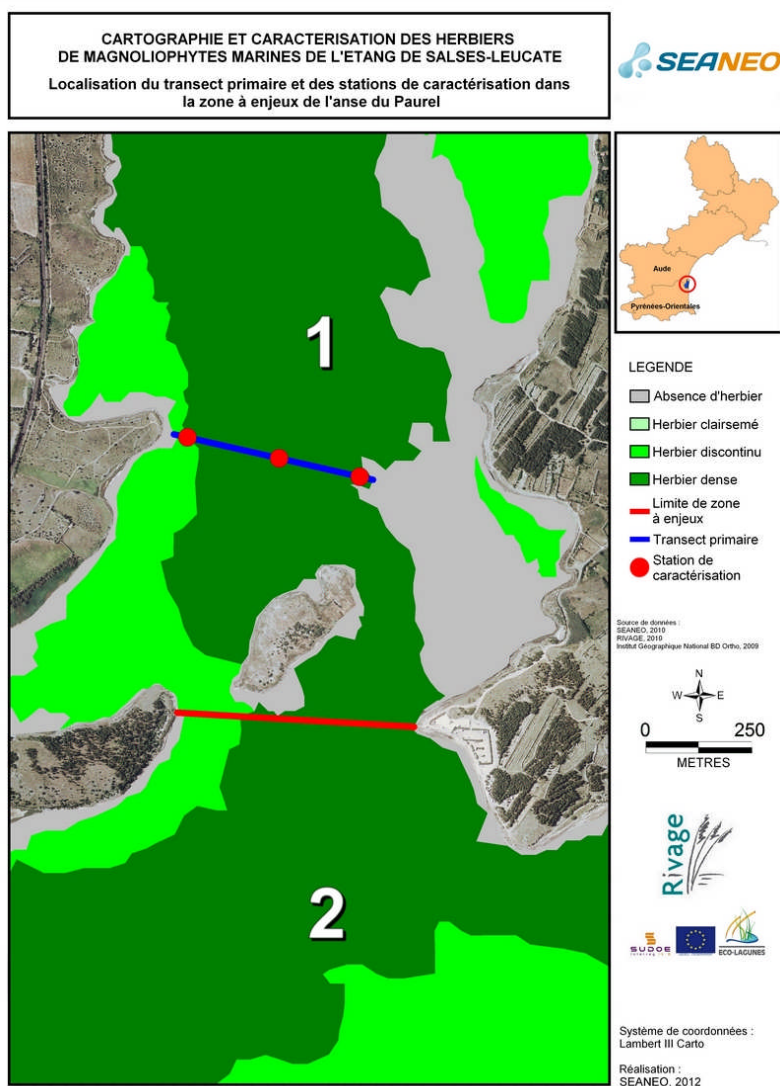 CARTOGRAPHIE ET CARACTERISATION DES HERBIERS
DE MAGNOLIOPHYTES MARINES DE L'ETANG DE SALSES-LEUCATE
Localisation du transect primaire et des stations de caractérisation dans
la zone à enjeux de l'anse du Paurel
SEANEO
Aude
Pyrénées-Orientales
1
2
LEGENDE
Absence d'herbier
Herbier clairsemé
Herbier discontinu
Herbier dense
Limite de zone
à enjeux
Transect primaire
Station de
caractérisation
Source de données :
SEANEO, 2010
RIVAGE, 2010
Institut Géographique National BD Ortho, 2009
N
W E
S
0 250
METRES
Rivage
SUDOE
ECO-LAGUNES
Système de coordonnées :
Lambert III Carto
Réalisation :
SEANEO, 2012